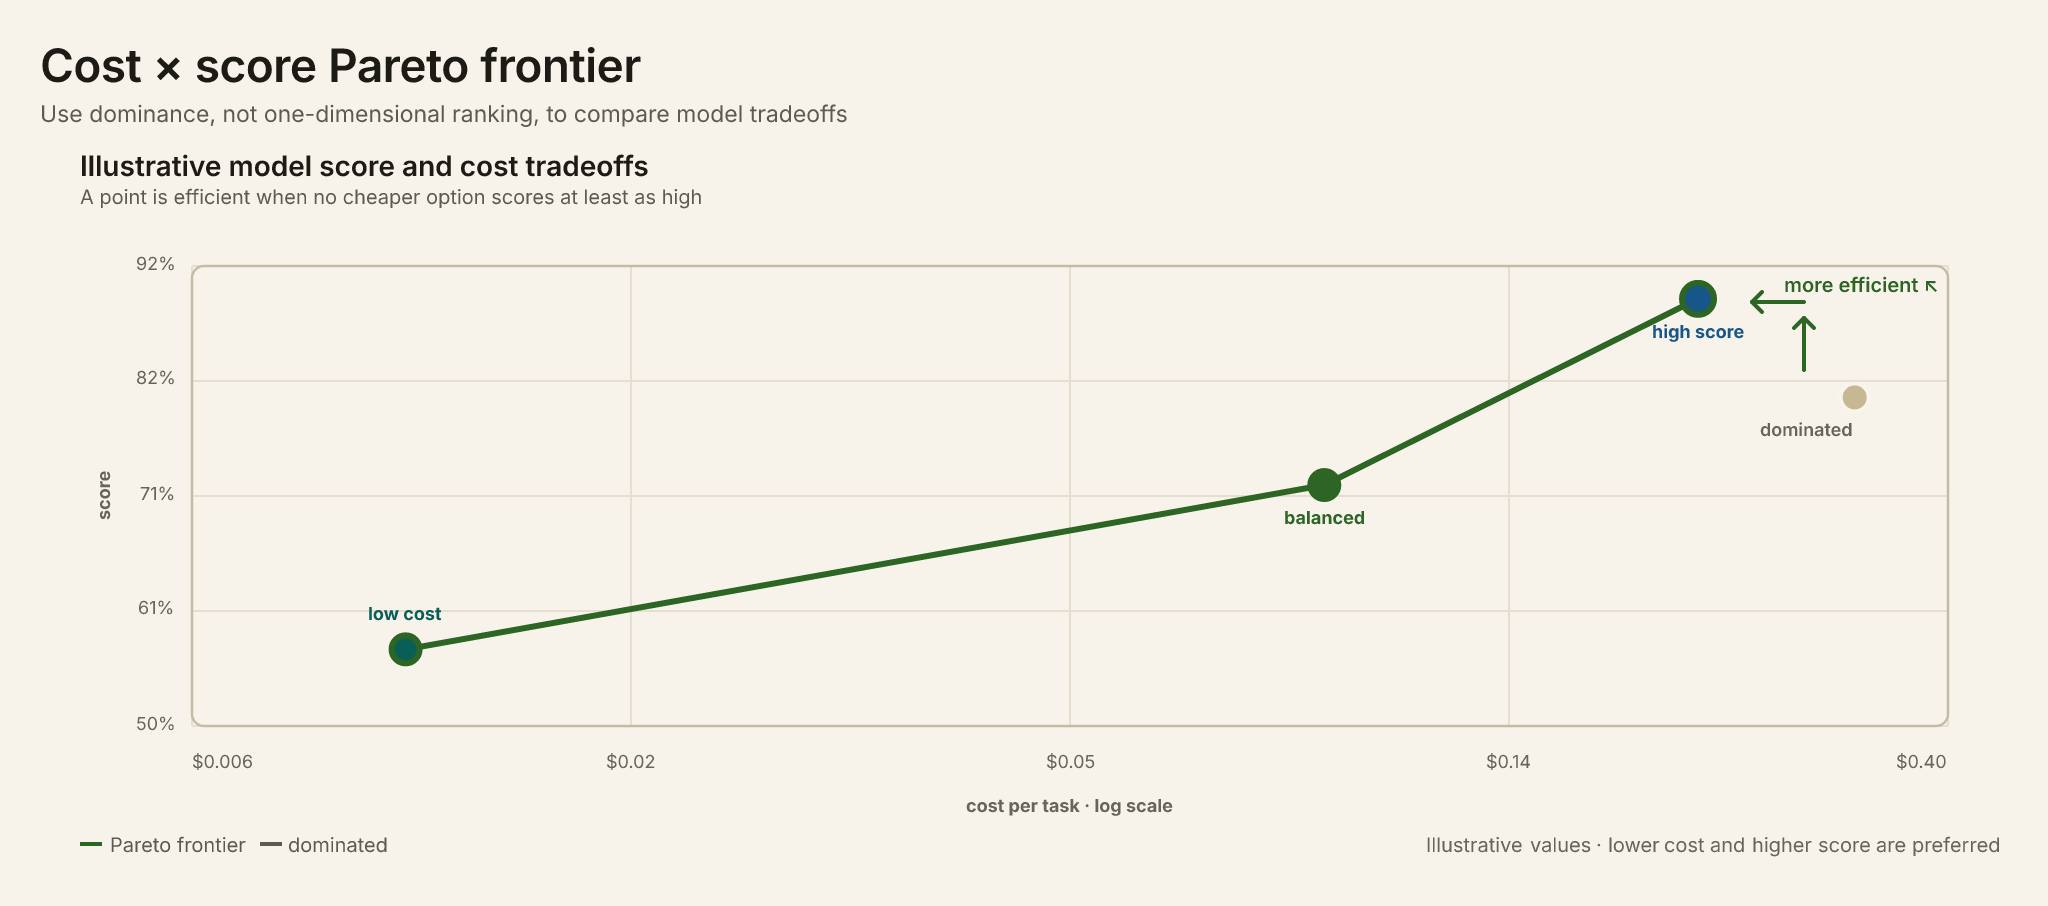 Cost × score Pareto frontier
Use dominance, not one-dimensional ranking, to compare model tradeoffs
Illustrative model score and cost tradeoffs
A point is efficient when no cheaper option scores at least as high
92%
more efficient ↖
high score
82%
dominated
score
71%
balanced
61%
low cost
50%
$0.006
$0.02
$0.05
$0.14
$0.40
cost per task · log scale
Pareto frontier
dominated
Illustrative values · lower cost and higher score are preferred